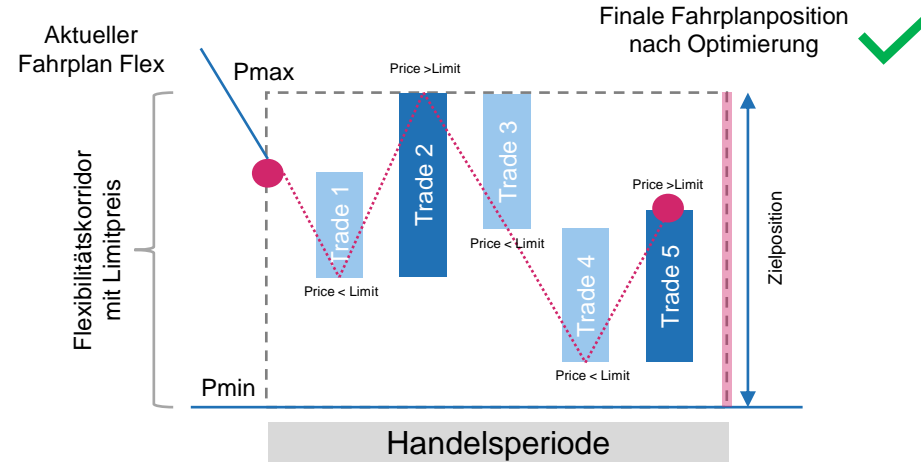 Aktueller
Fahrplan Flex
Finale Fahrplanposition
nach Optimierung
Pmax
Price >Limit
Flexibilitätskorridor
mit Limitpreis
Trade 1
Price < Limit
Trade 2
Trade 3
Price < Limit
Trade 4
Price < Limit
Price >Limit
Trade 5
Zielposition
Pmin
Handelsperiode